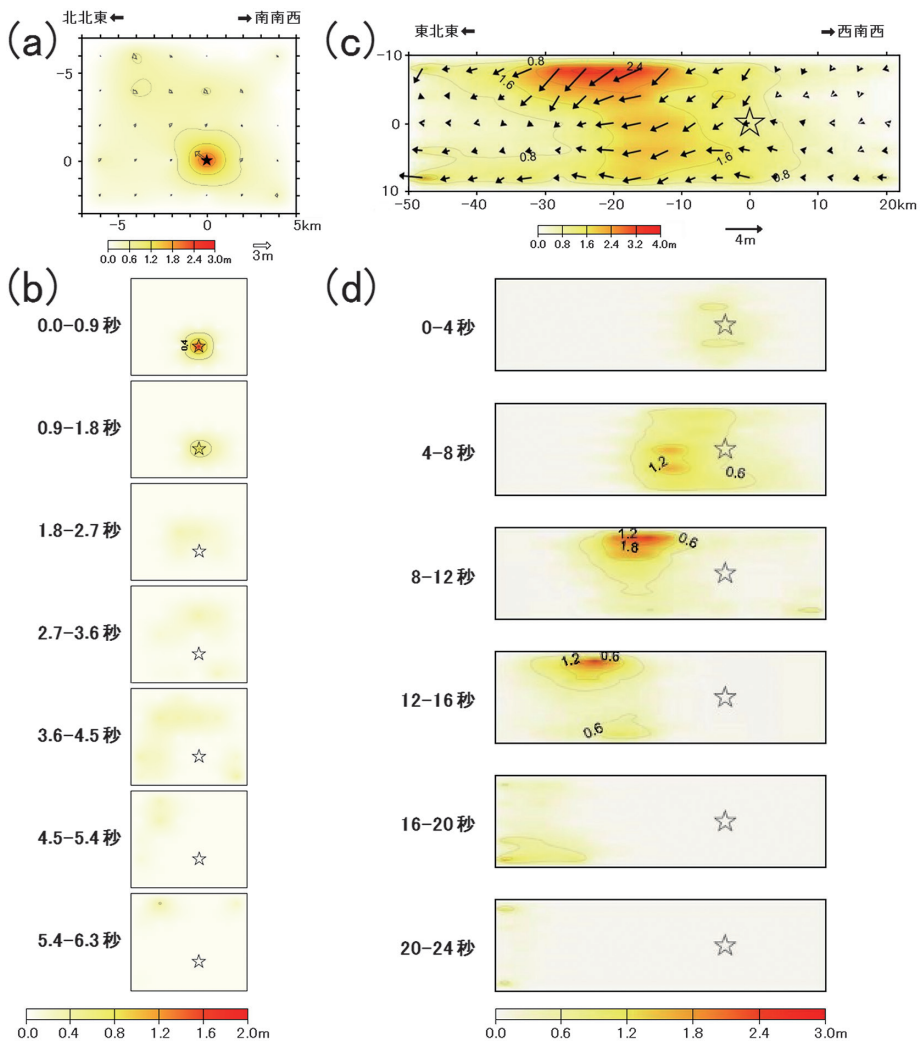 (a)
北北東← →南南西
-5
0
-5 0 5km
0.0 0.6 1.2 1.8 2.4 3.0m
3m
(c)
東北東← →西南西
-10
0
10
0.8
1.6
2.4
0.8
1.6
0.8
-50 -40 -30 -20 -10 0 10 20km
0.0 0.8 1.6 2.4 3.2 4.0m
4m
(b)
0.0-0.9秒
0.4
0.9-1.8秒
1.8-2.7秒
2.7-3.6秒
3.6-4.5秒
4.5-5.4秒
5.4-6.3秒
0.0 0.4 0.8 1.2 1.6 2.0m
(d)
0-4秒
4-8秒
1.2
0.6
8-12秒
1.2
1.8
0.6
12-16秒
1.2
0.6
0.6
16-20秒
20-24秒
0.0 0.6 1.2 1.8 2.4 3.0m